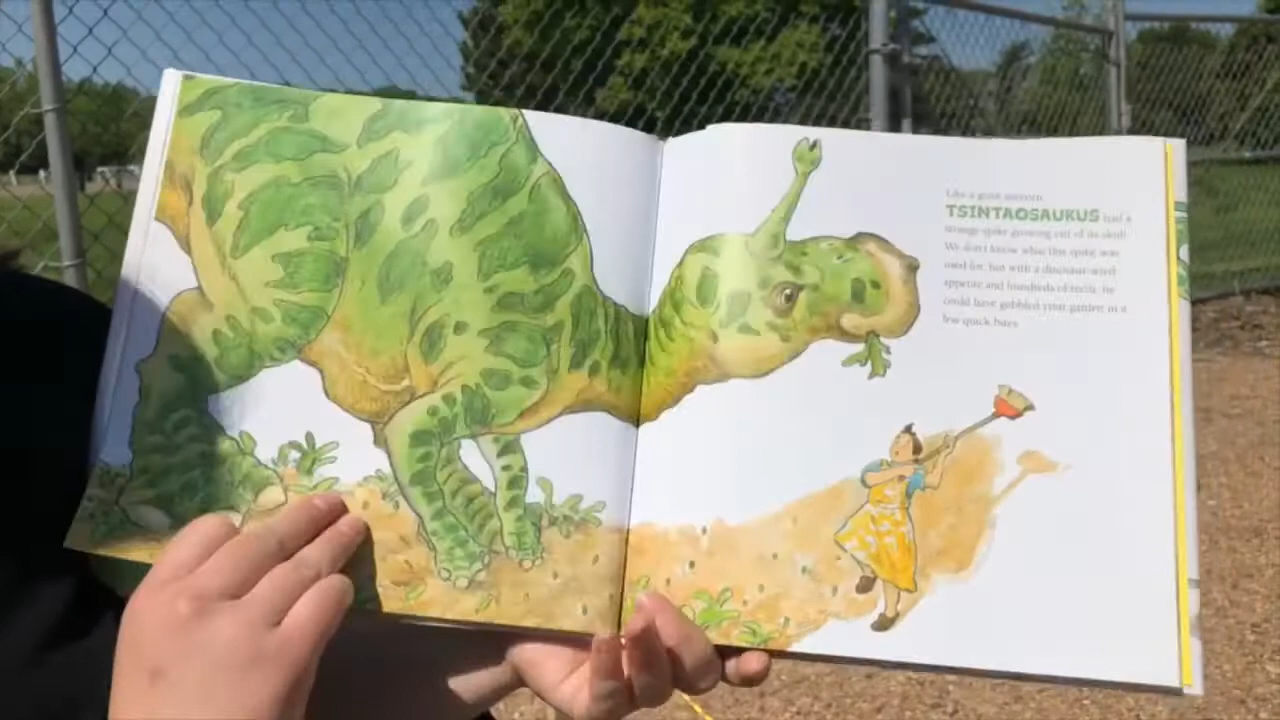 Like a giant unicorn,
TSINTAOSAURUS had a
strange spike growing out of its skull.
We don't know what this spike was
used for, but with a dinosaur-sized
appetite and hundreds of teeth, he
could have gobbled your garden in a
few quick bites.